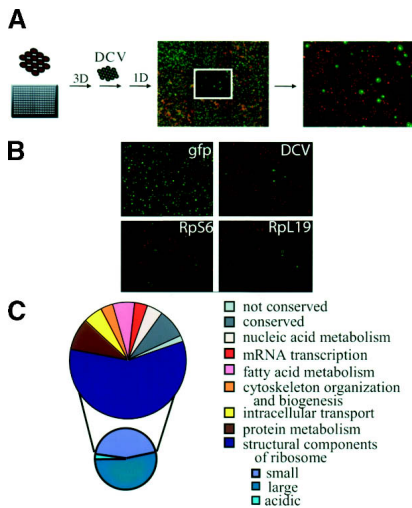 A
DCV
3D
1D
B
gfp
DCV
RpS6
RpL19
C
not conserved
conserved
nucleic acid metabolism
mRNA transcription
fatty acid metabolism
cytoskeleton organization
and biogenesis
intracellular transport
protein metabolism
structural components
of ribosome
small
large
acidic